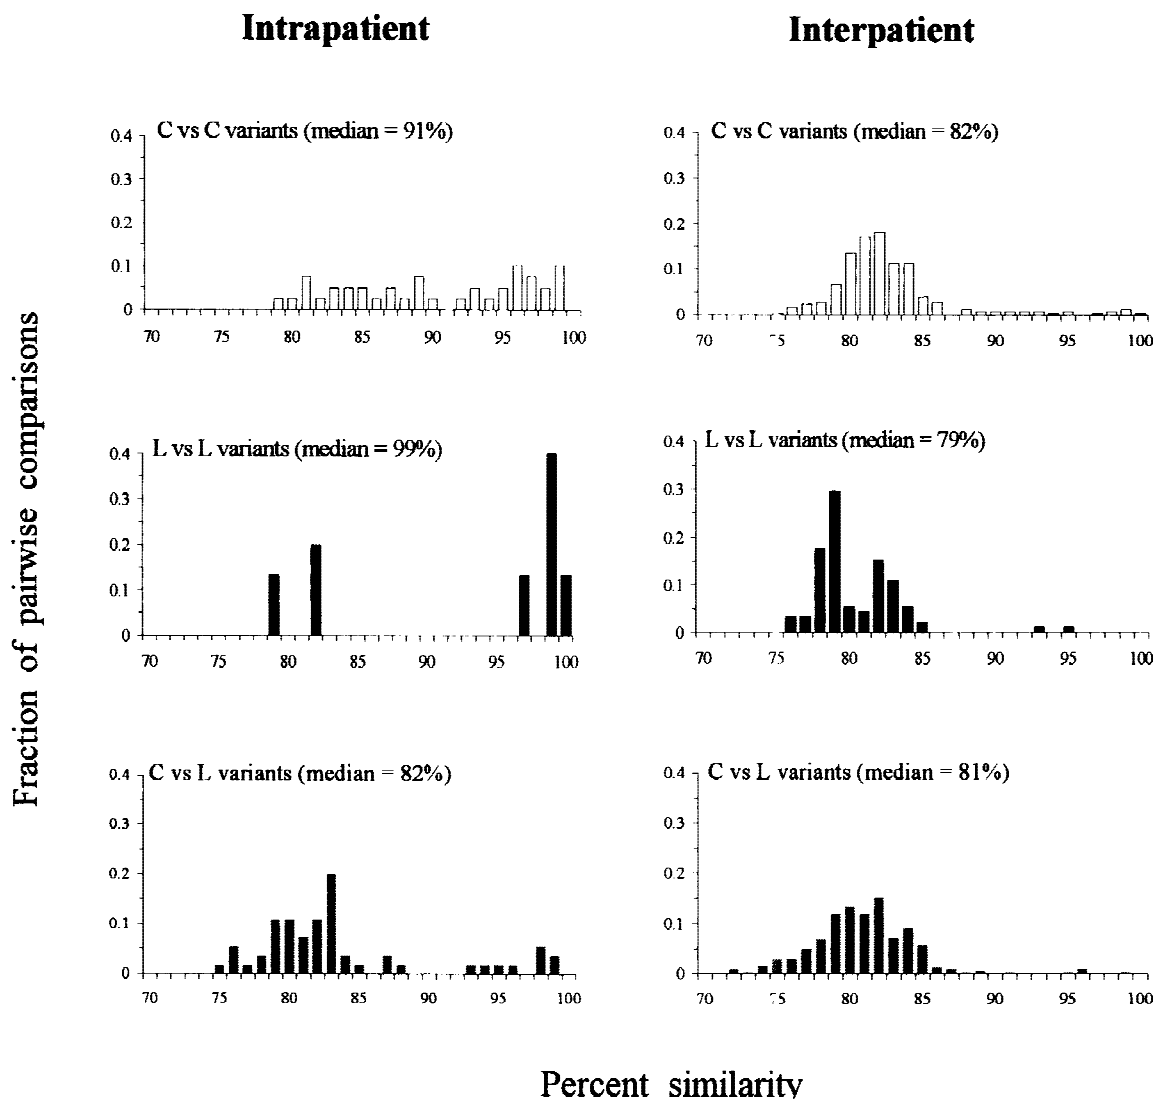 Intrapatient
Interpatient
Fraction of pairwise comparisons
C vs C variants (median = 91%)
0.4
0.3
0.2
0.1
0
70 75 80 85 90 95 100
C vs C variants (median = 82%)
0.4
0.3
0.2
0.1
0
70 75 80 85 90 95 100
L vs L variants (median = 99%)
0.4
0.3
0.2
0.1
0
70 75 80 85 90 95 100
L vs L variants (median = 79%)
0.4
0.3
0.2
0.1
0
70 75 80 85 90 95 100
C vs L variants (median = 82%)
0.4
0.3
0.2
0.1
0
70 75 80 85 90 95 100
C vs L variants (median = 81%)
0.4
0.3
0.2
0.1
0
70 75 80 85 90 95 100
Percent similarity